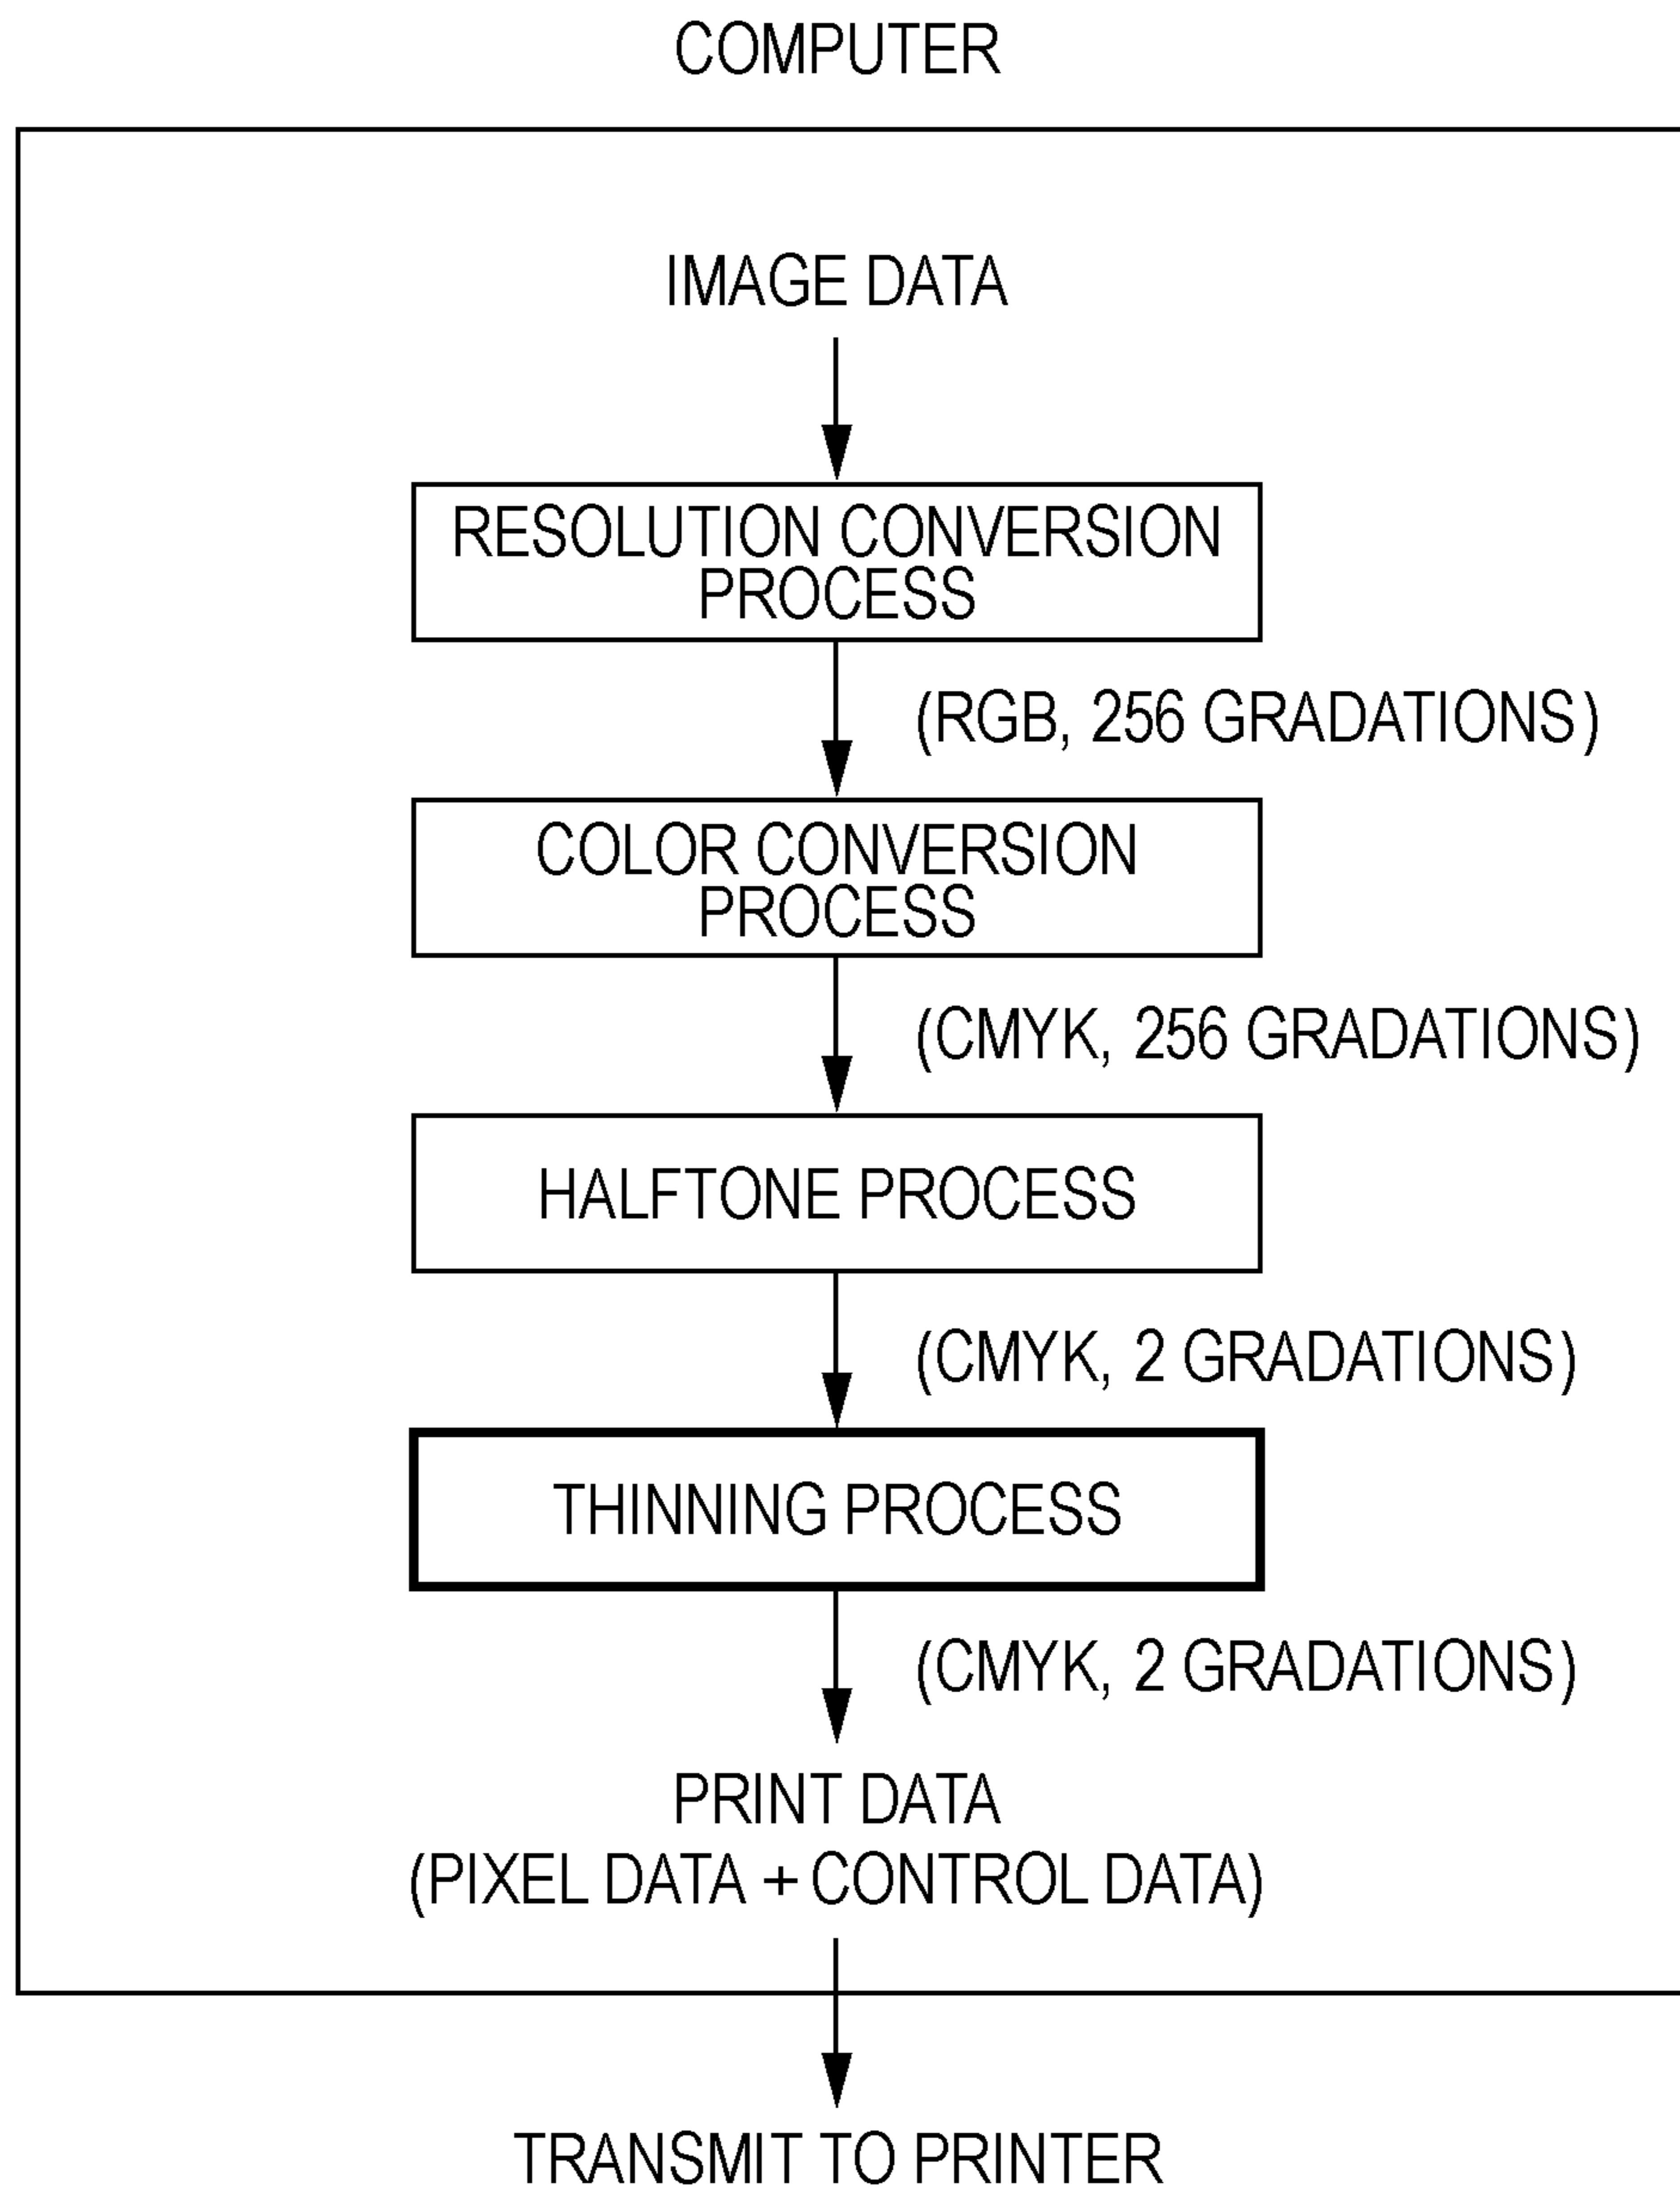 COMPUTER
IMAGE DATA
RESOLUTION CONVERSION
PROCESS
(RGB, 256 GRADATIONS)
COLOR CONVERSION
PROCESS
(CMYK, 256 GRADATIONS)
HALFTONE PROCESS
(CMYK, 2 GRADATIONS)
THINNING PROCESS
(CMYK, 2 GRADATIONS)
PRINT DATA
(PIXEL DATA + CONTROL DATA)
TRANSMIT TO PRINTER